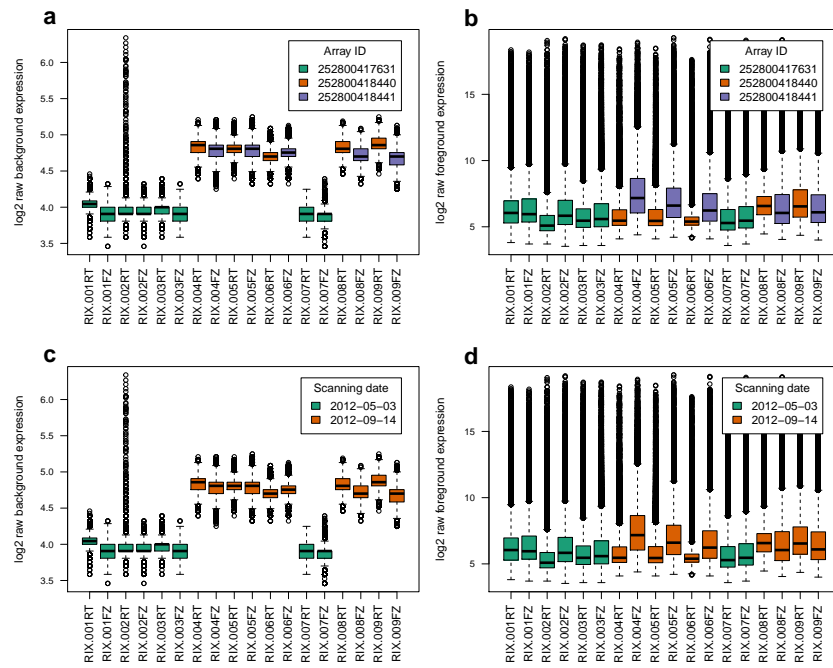 a
b
log2 raw background expression
6.0
5.5
5.0
4.5
4.0
3.5
Array ID
252800417631
252800418440
252800418441
RIX.001RT
RIX.001FZ
RIX.002RT
RIX.002FZ
RIX.003RT
RIX.003FZ
RIX.004RT
RIX.004FZ
RIX.005RT
RIX.005FZ
RIX.006RT
RIX.006FZ
RIX.007RT
RIX.007FZ
RIX.008RT
RIX.008FZ
RIX.009RT
RIX.009FZ
log2 raw foreground expression
15
10
5
Array ID
252800417631
252800418440
252800418441
RIX.001RT
RIX.001FZ
RIX.002RT
RIX.002FZ
RIX.003RT
RIX.003FZ
RIX.004RT
RIX.004FZ
RIX.005RT
RIX.005FZ
RIX.006RT
RIX.006FZ
RIX.007RT
RIX.007FZ
RIX.008RT
RIX.008FZ
RIX.009RT
RIX.009FZ
c
d
log2 raw background expression
6.0
5.5
5.0
4.5
4.0
3.5
Scanning date
2012−05−03
2012−09−14
RIX.001RT
RIX.001FZ
RIX.002RT
RIX.002FZ
RIX.003RT
RIX.003FZ
RIX.004RT
RIX.004FZ
RIX.005RT
RIX.005FZ
RIX.006RT
RIX.006FZ
RIX.007RT
RIX.007FZ
RIX.008RT
RIX.008FZ
RIX.009RT
RIX.009FZ
log2 raw foreground expression
15
10
5
Scanning date
2012−05−03
2012−09−14
RIX.001RT
RIX.001FZ
RIX.002RT
RIX.002FZ
RIX.003RT
RIX.003FZ
RIX.004RT
RIX.004FZ
RIX.005RT
RIX.005FZ
RIX.006RT
RIX.006FZ
RIX.007RT
RIX.007FZ
RIX.008RT
RIX.008FZ
RIX.009RT
RIX.009FZ